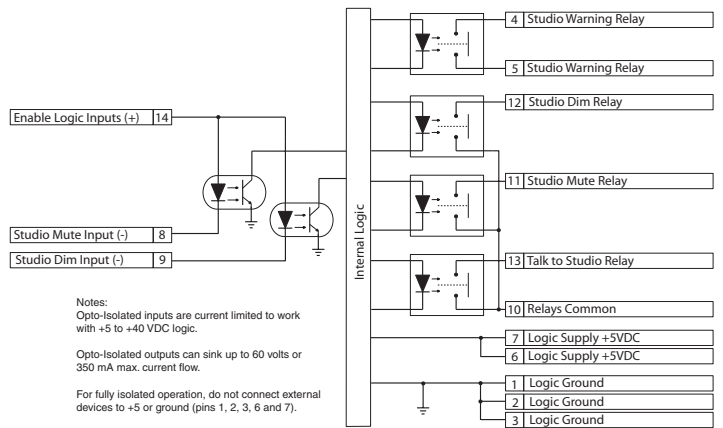 Enable Logic Inputs (+) 14
Studio Mute Input (-) 8
Studio Dim Input (-) 9
Notes:
Opto-Isolated inputs are current limited to work
with +5 to +40 VDC logic.
Opto-Isolated outputs can sink up to 60 volts or
350 mA max. current flow.
For fully isolated operation, do not connect external
devices to +5 or ground (pins 1, 2, 3, 6 and 7).
Internal Logic
4 Studio Warning Relay
5 Studio Warning Relay
12 Studio Dim Relay
11 Studio Mute Relay
13 Talk to Studio Relay
10 Relays Common
7 Logic Supply +5VDC
6 Logic Supply +5VDC
1 Logic Ground
2 Logic Ground
3 Logic Ground